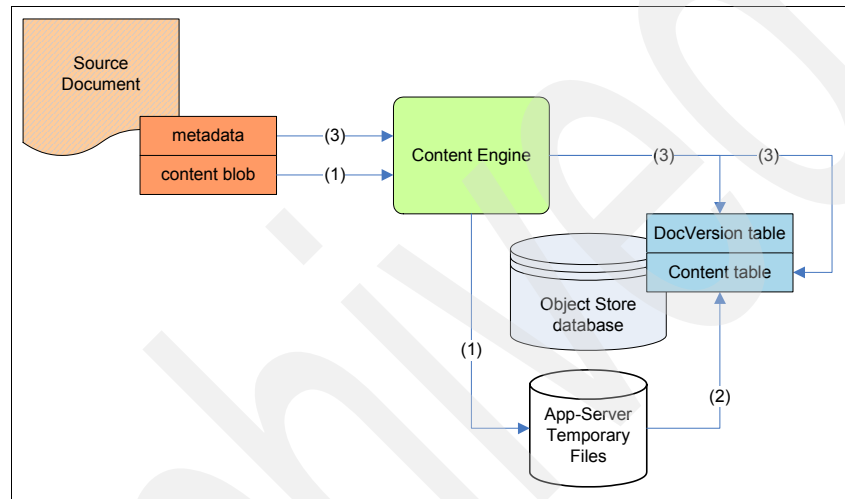 Source
Document
metadata
content blob
(3)
(1)
Content Engine
(3)
(3)
DocVersion table
Content table
Object Store
database
(1)
(2)
App-Server
Temporary
Files